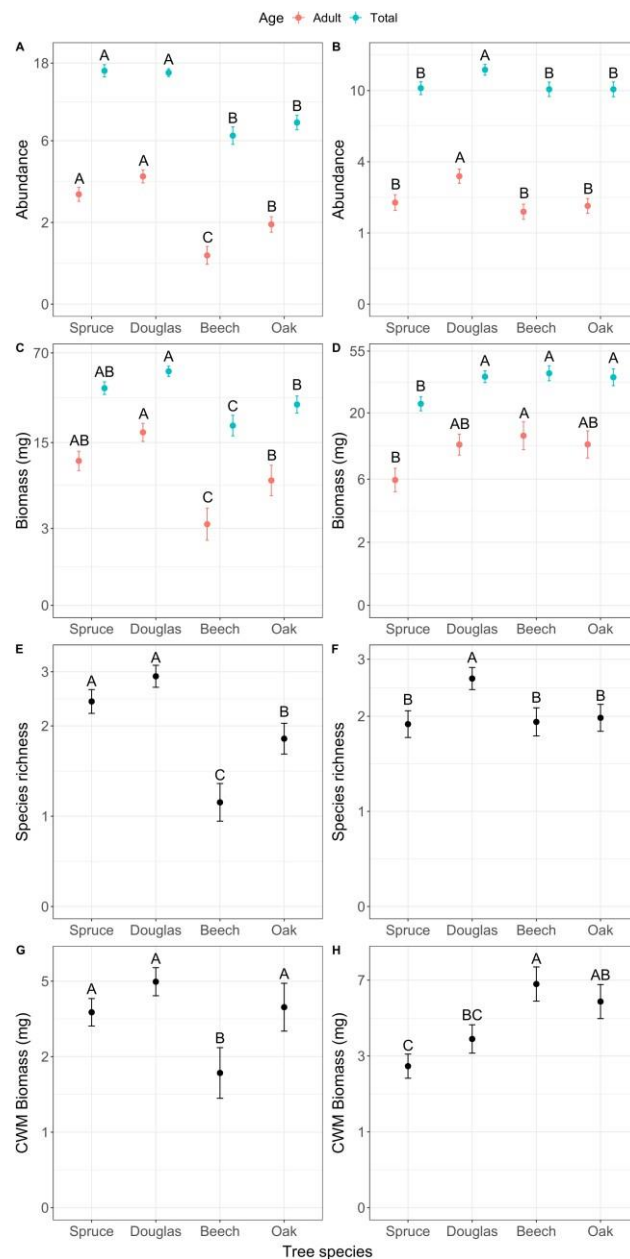 Age Adult Total
A
18
6
2
0
Abundance
A A B B
A A C B
Spruce Douglas Beech Oak
B
10
4
1
0
Abundance
B A B B
B A B B
Spruce Douglas Beech Oak
C
70
15
3
0
Biomass (mg)
AB A C B
AB A C B
Spruce Douglas Beech Oak
D
55
20
6
2
0
Biomass (mg)
B A A A
B AB A AB
Spruce Douglas Beech Oak
E
3
2
1
0
Species richness
A A C B
Spruce Douglas Beech Oak
F
3
2
1
0
Species richness
B A B B
Spruce Douglas Beech Oak
G
5
2
1
0
CWM Biomass (mg)
A A B A
Spruce Douglas Beech Oak
H
7
3
1
0
CWM Biomass (mg)
C BC A AB
Spruce Douglas Beech Oak
Tree species